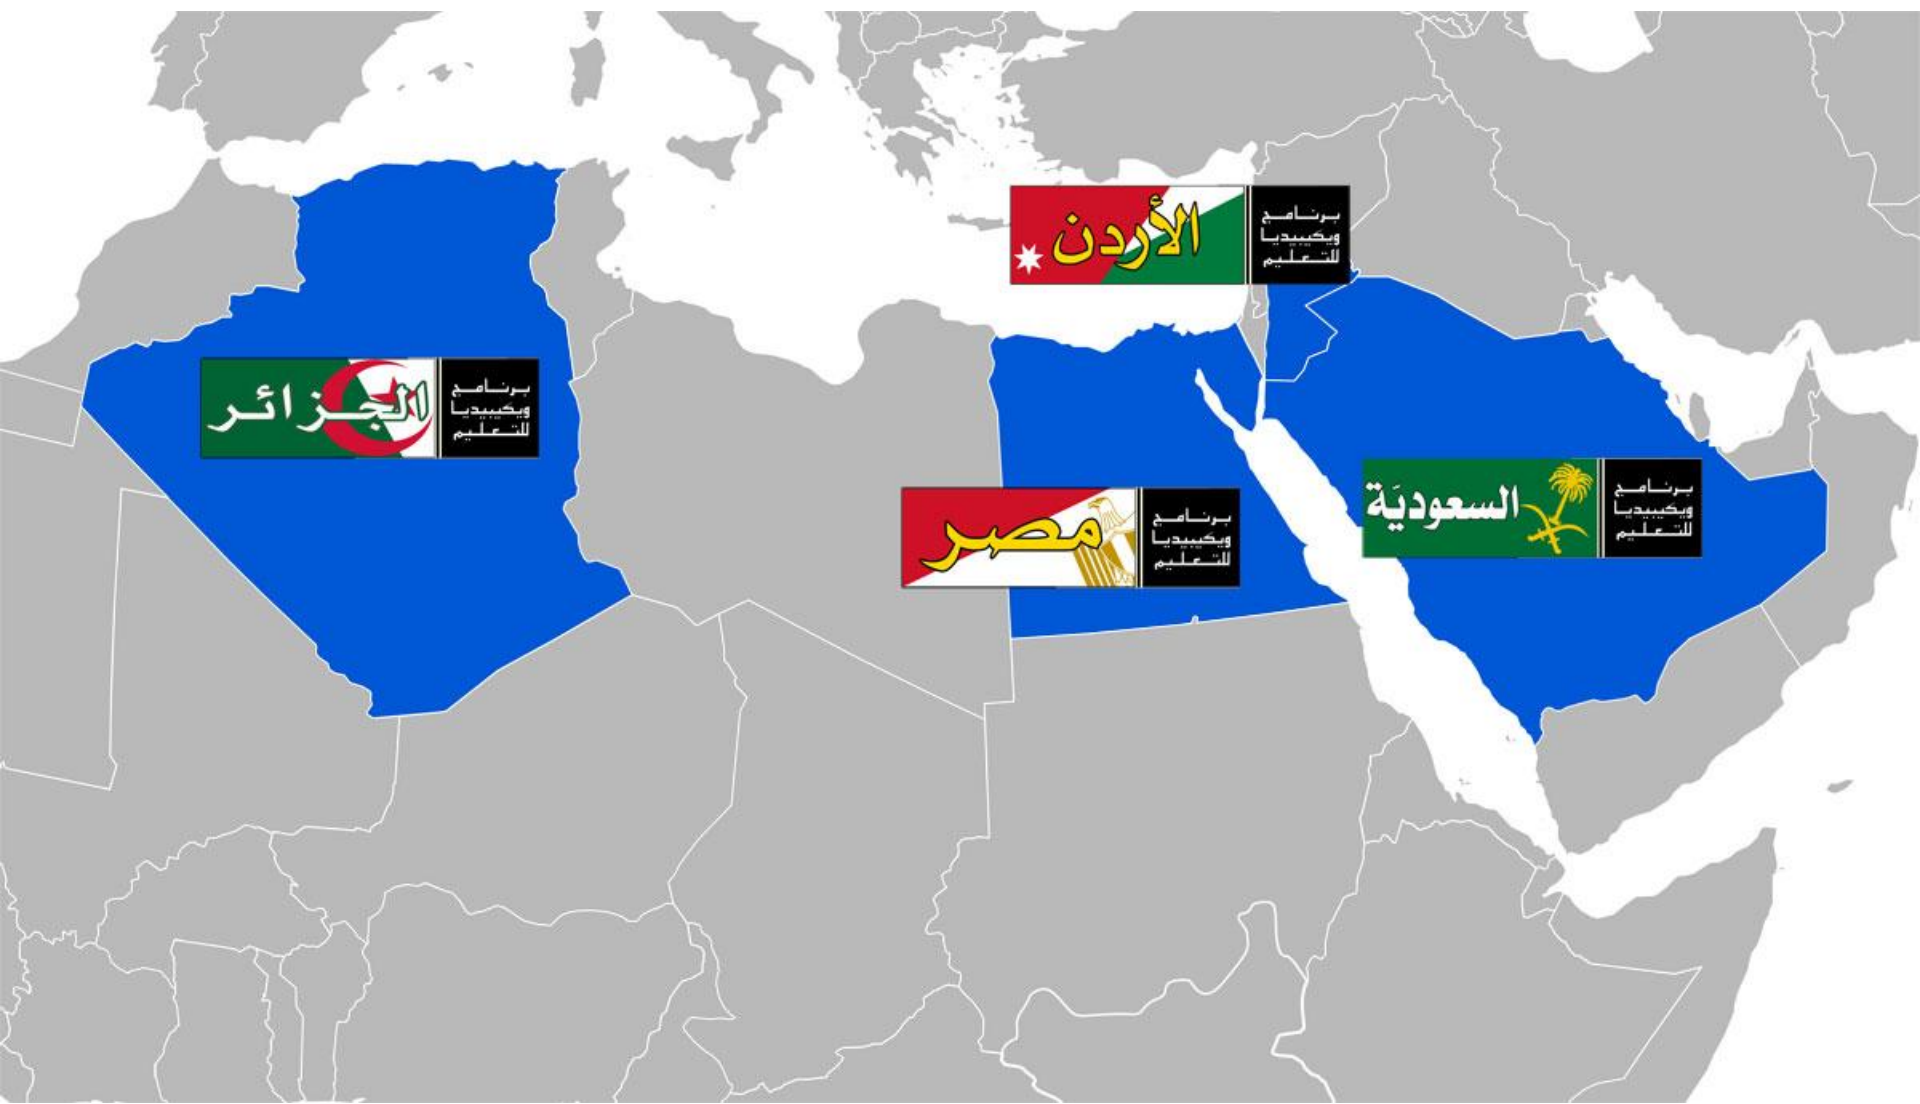 الأردن
برنامج
ويكيبيديا
للتعليم
الجزائر
برنامج
ويكيبيديا
للتعليم
السعوديَة
برنامج
ويكيبيديا
للتعليم
مصر
برنامج
ويكيبيديا
للتعليم